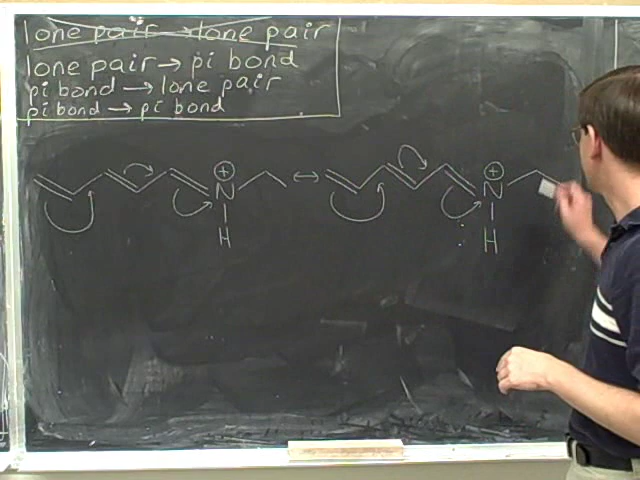 lone pair → lone pair
lone pair → pi bond
pi bond → lone pair
pi bond → pi bond
⊕ ↔ ⊕
N N
H H